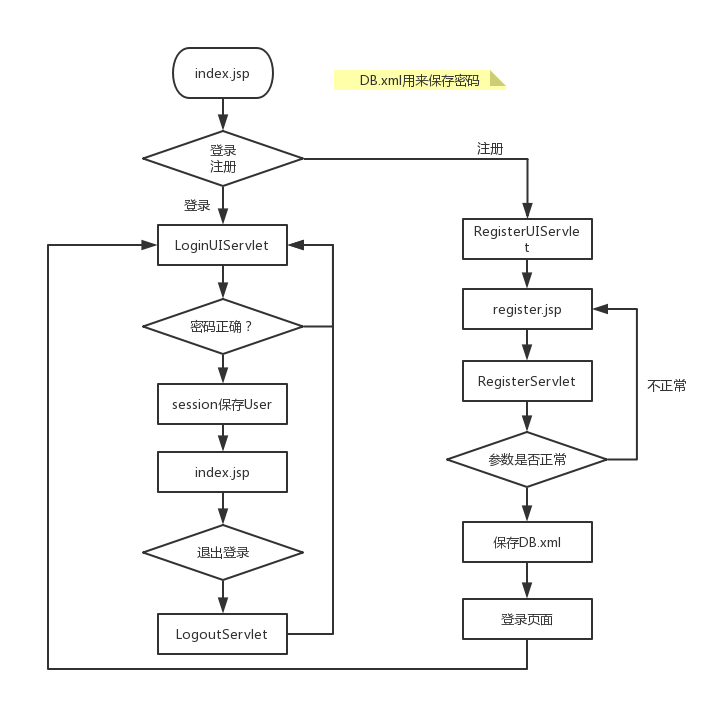 index.jsp
DB.xml用来保存密码
登录
注册
注册
登录
LoginUIServlet
RegisterUIServle
t
密码正确？
register.jsp
不正常
session保存User
RegisterServlet
index.jsp
参数是否正常
退出登录
保存DB.xml
LogoutServlet
登录页面